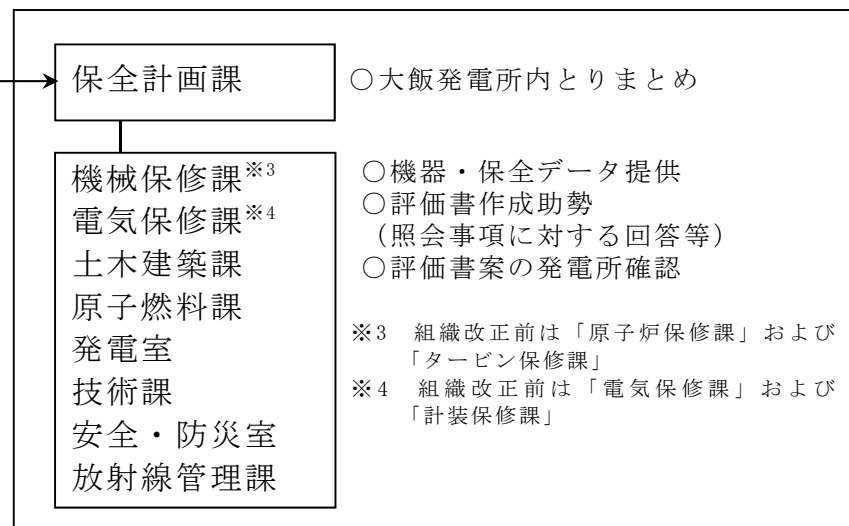 保全計画課
○大飯発電所内とりまとめ
機械保修課※3
電気保修課※4
土木建築課
原子燃料課
発電室
技術課
安全・防災室
放射線管理課
○機器・保全データ提供
○評価書作成助勢
（照会事項に対する回答等）
○評価書案の発電所確認
※3　組織改正前は「原子炉保修課」および
「タービン保修課」
※4　組織改正前は「電気保修課」および
「計装保修課」